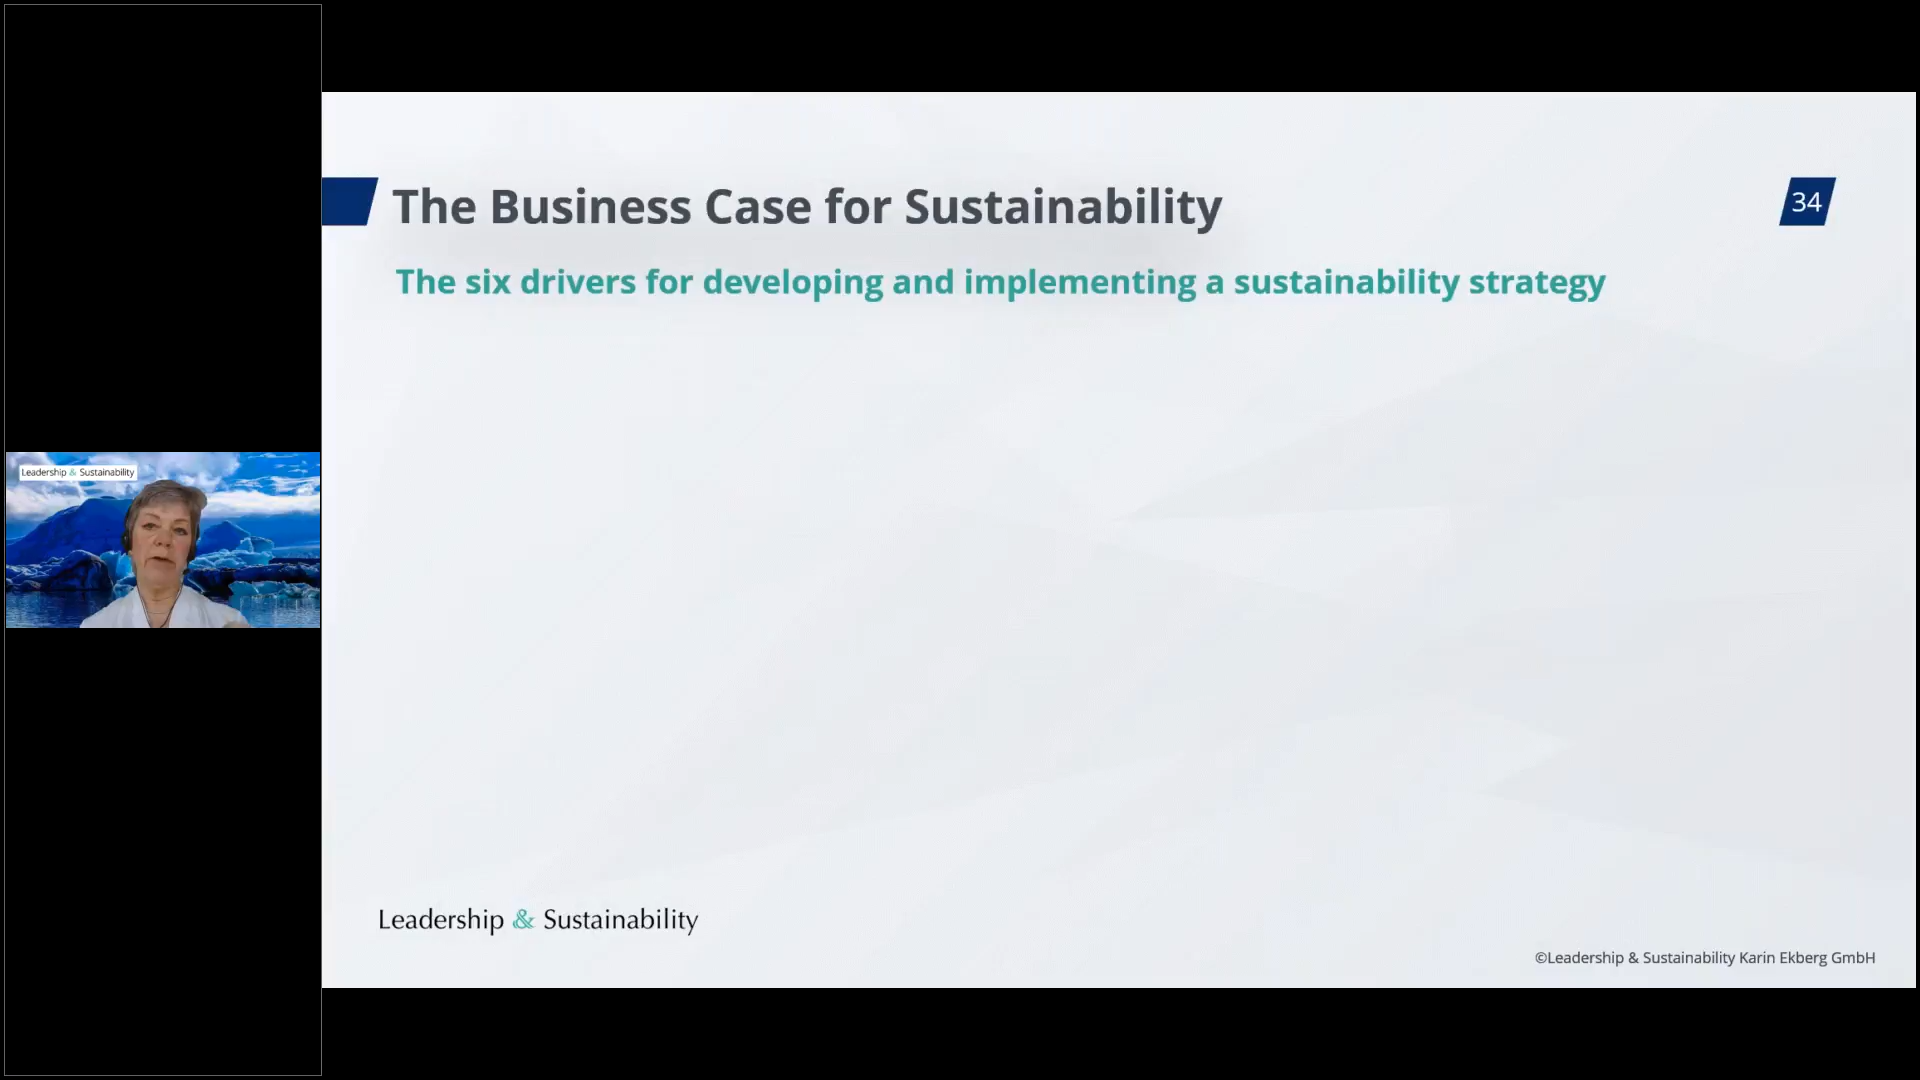 Leadership & Sustainability
The Business Case for Sustainability
34
The six drivers for developing and implementing a sustainability strategy
Leadership & Sustainability
©Leadership & Sustainability Karin Ekberg GmbH